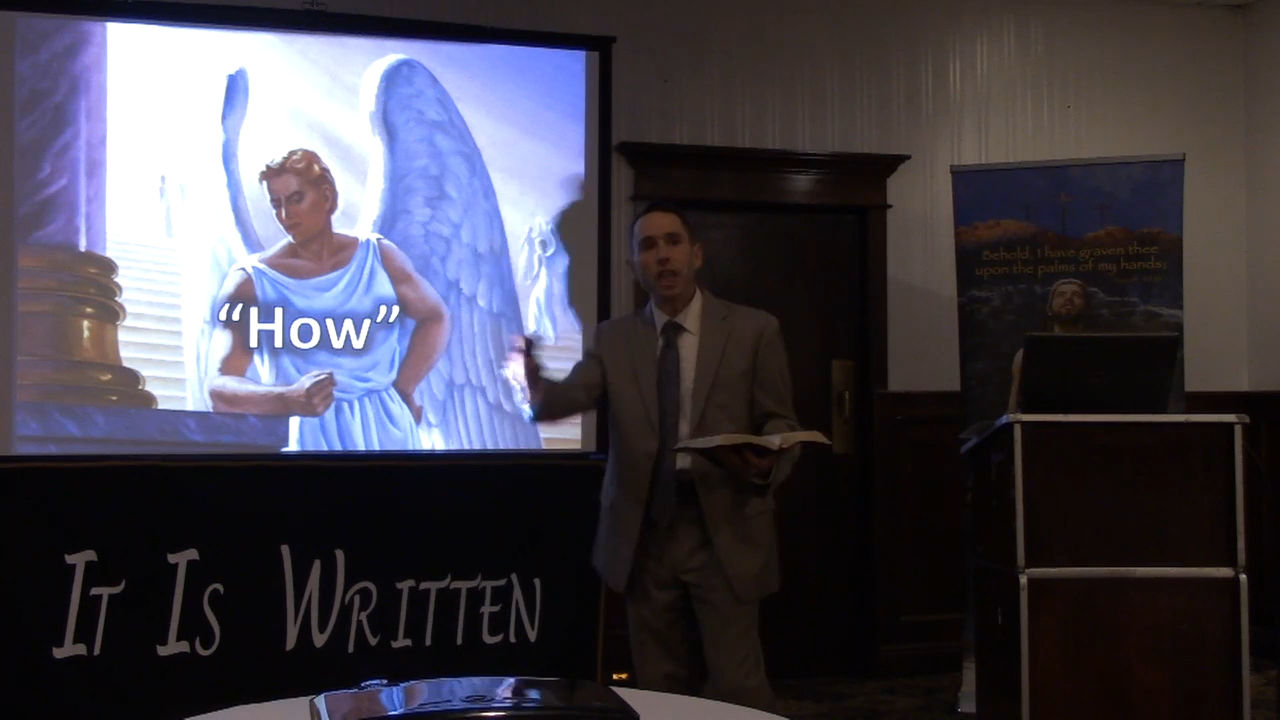 “How”
Behold, I have graven thee
upon the palms of my hands;
IT IS WRITTEN